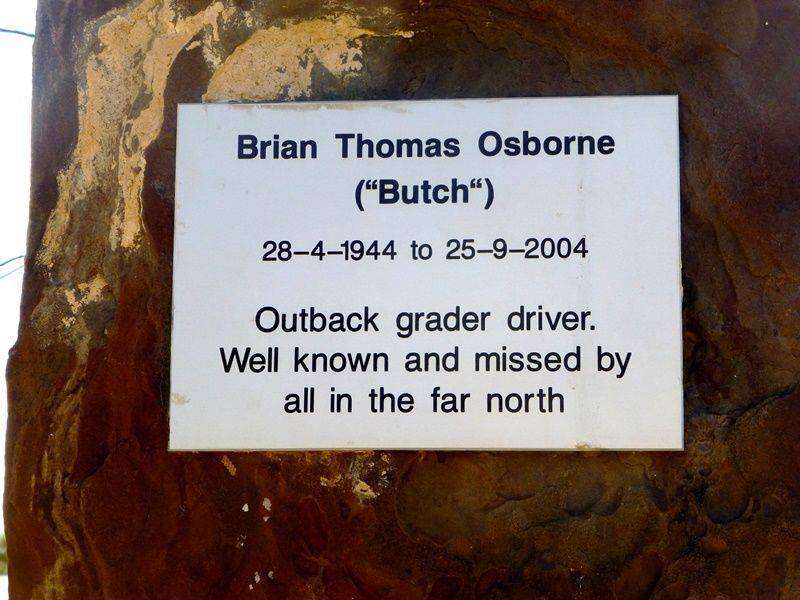 Brian Thomas Osborne
(“Butch“)
28–4–1944 to 25–9–2004
Outback grader driver.
Well known and missed by
all in the far north